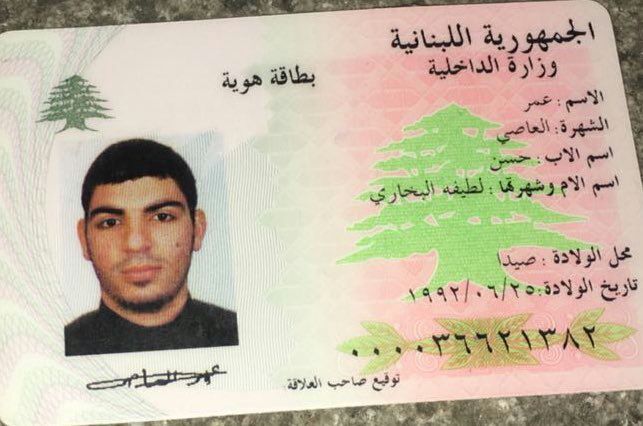 الجمهورية اللبنانية
وزارة الداخلية
بطاقة هوية
الاسم : عمر
الشهرة : العاصي
اسم الاب : حسن
اسم الام وشهرتها : لطيفه البخاري
محل الولادة : صيدا
تاريخ الولادة : ١٩٩٢/٠٦/٢٥
٠٠٠٠٣٦٦٢١٣٨٢
توقيع صاحب العلاقة
عمر العاصي